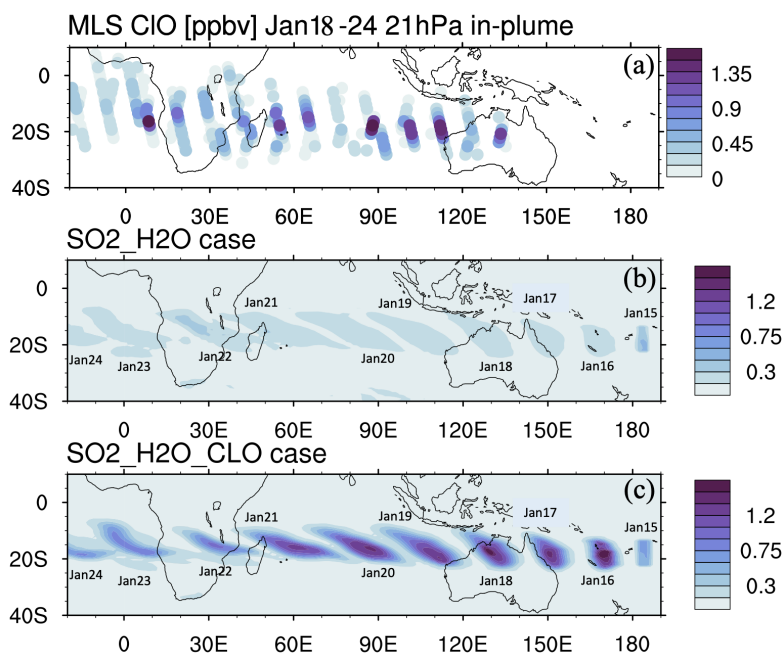 MLS ClO [ppbv] Jan18-24 21hPa in-plume
(a)
0
20S
40S
1.35
0.9
0.45
0
0 30E 60E 90E 120E 150E 180
SO2_H2O case
(b)
0
20S
40S
Jan21 Jan19 Jan17 Jan15
Jan24 Jan23 Jan22 Jan20 Jan18 Jan16
1.2
0.75
0.3
0 30E 60E 90E 120E 150E 180
SO2_H2O_CLO case
(c)
0
20S
40S
Jan21 Jan19 Jan17 Jan15
Jan24 Jan23 Jan22 Jan20 Jan18 Jan16
1.2
0.75
0.3
0 30E 60E 90E 120E 150E 180